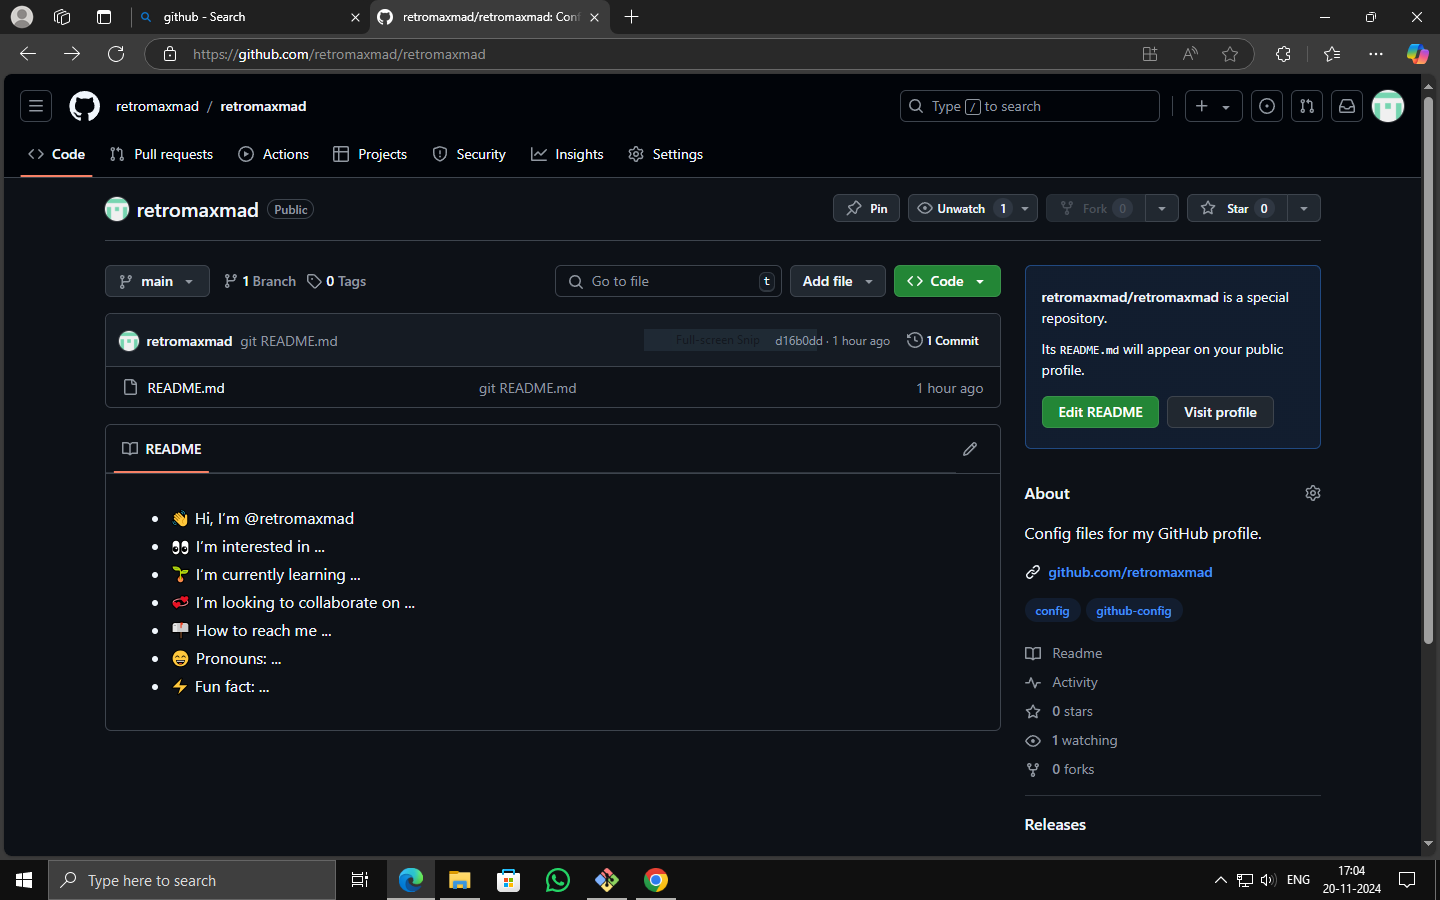 github - Search
retromaxmad/retromaxmad: Conf
https://github.com/retromaxmad/retromaxmad
retromaxmad / retromaxmad
Type / to search
Code
Pull requests
Actions
Projects
Security
Insights
Settings
retromaxmad Public
Pin
Unwatch 1
Fork 0
Star 0
main
1 Branch
0 Tags
Go to file t
Add file
Code
retromaxmad git README.md
Full-screen Snip
d16b0dd · 1 hour ago
1 Commit
README.md
git README.md
1 hour ago
README
👋 Hi, I’m @retromaxmad
👀 I’m interested in ...
🌱 I’m currently learning ...
💞️ I’m looking to collaborate on ...
📫 How to reach me ...
😄 Pronouns: ...
⚡ Fun fact: ...
retromaxmad/retromaxmad is a special
repository.
Its README.md will appear on your public
profile.
Edit README
Visit profile
About
Config files for my GitHub profile.
github.com/retromaxmad
config
github-config
Readme
Activity
0 stars
1 watching
0 forks
Releases
Type here to search
ENG
17:04
20-11-2024